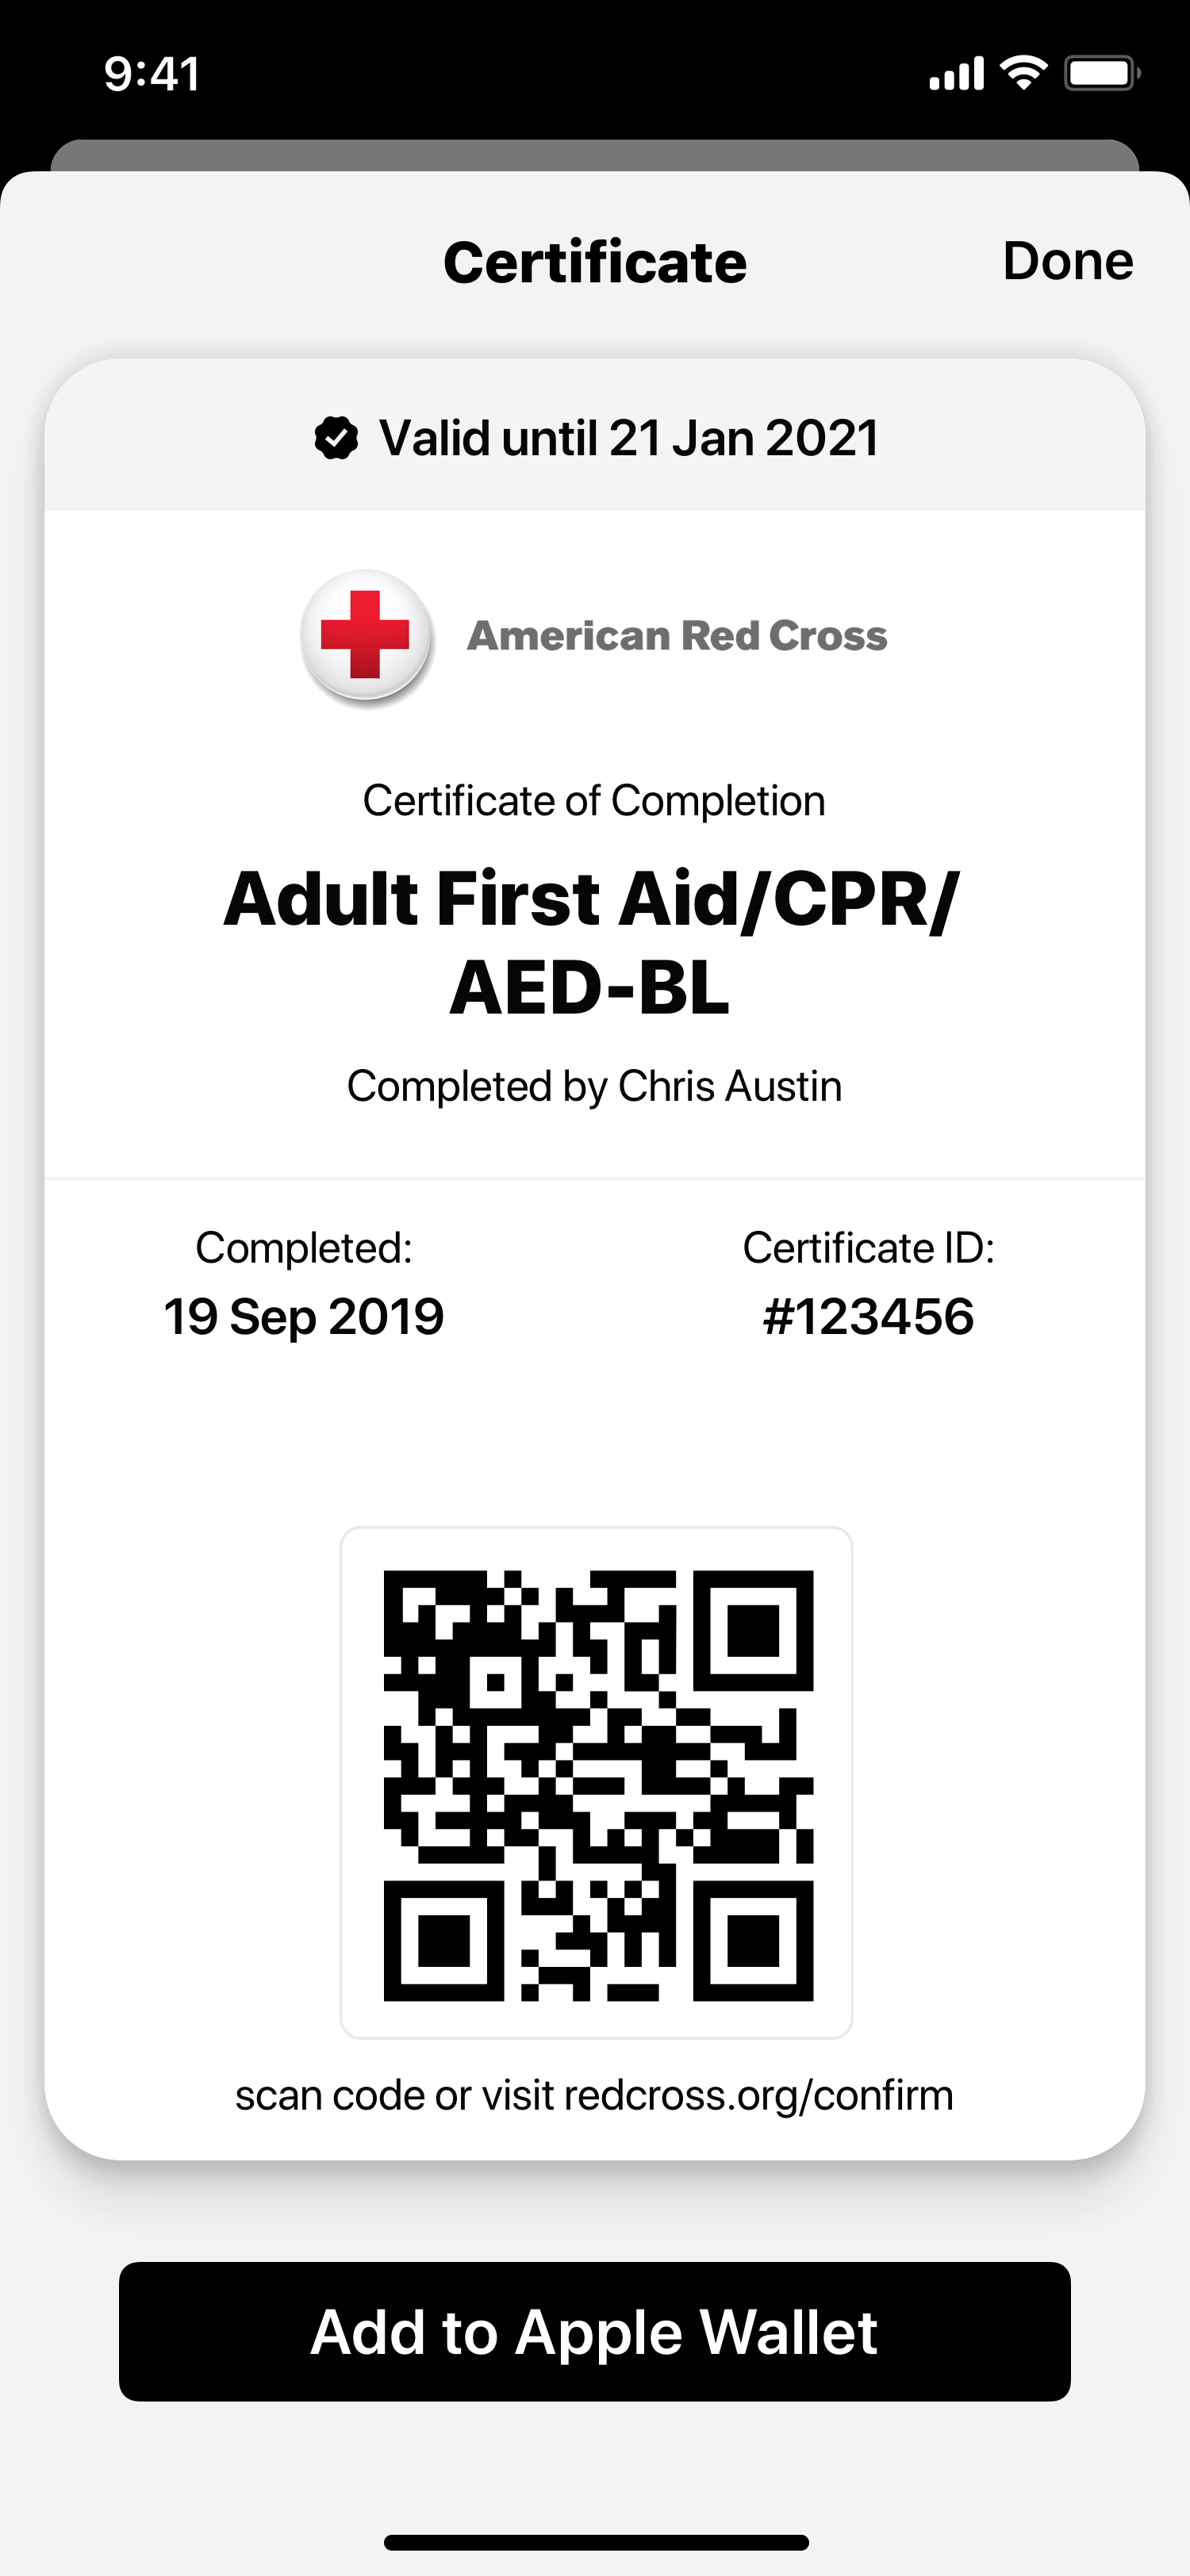 9:41
Certificate
Done
Valid until 21 Jan 2021
American Red Cross
Certificate of Completion
Adult First Aid/CPR/
AED-BL
Completed by Chris Austin
Completed:
19 Sep 2019
Certificate ID:
#123456
scan code or visit redcross.org/confirm
Add to Apple Wallet